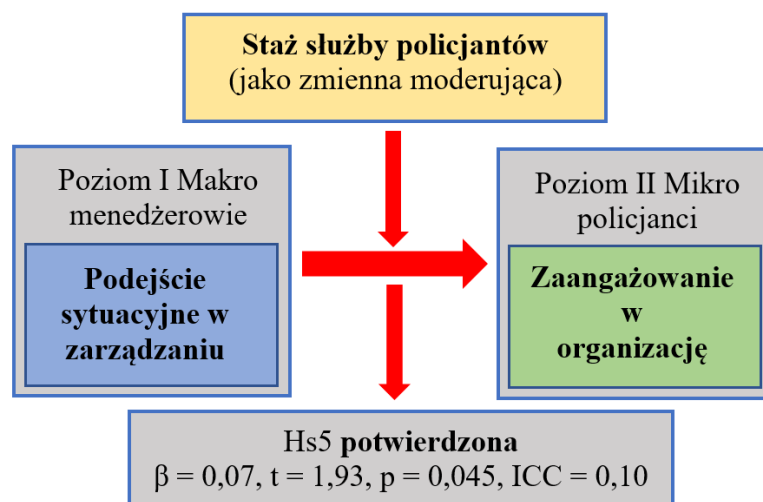 Staż służby policjantów
(jako zmienna moderująca)
Poziom I Makro
menedżerowie
Podejście
sytuacyjne w
zarządzaniu
Poziom II Mikro
policjanci
Zaangażowanie
w
organizację
Hs5 potwierdzona
β = 0,07, t = 1,93, p = 0,045, ICC = 0,10